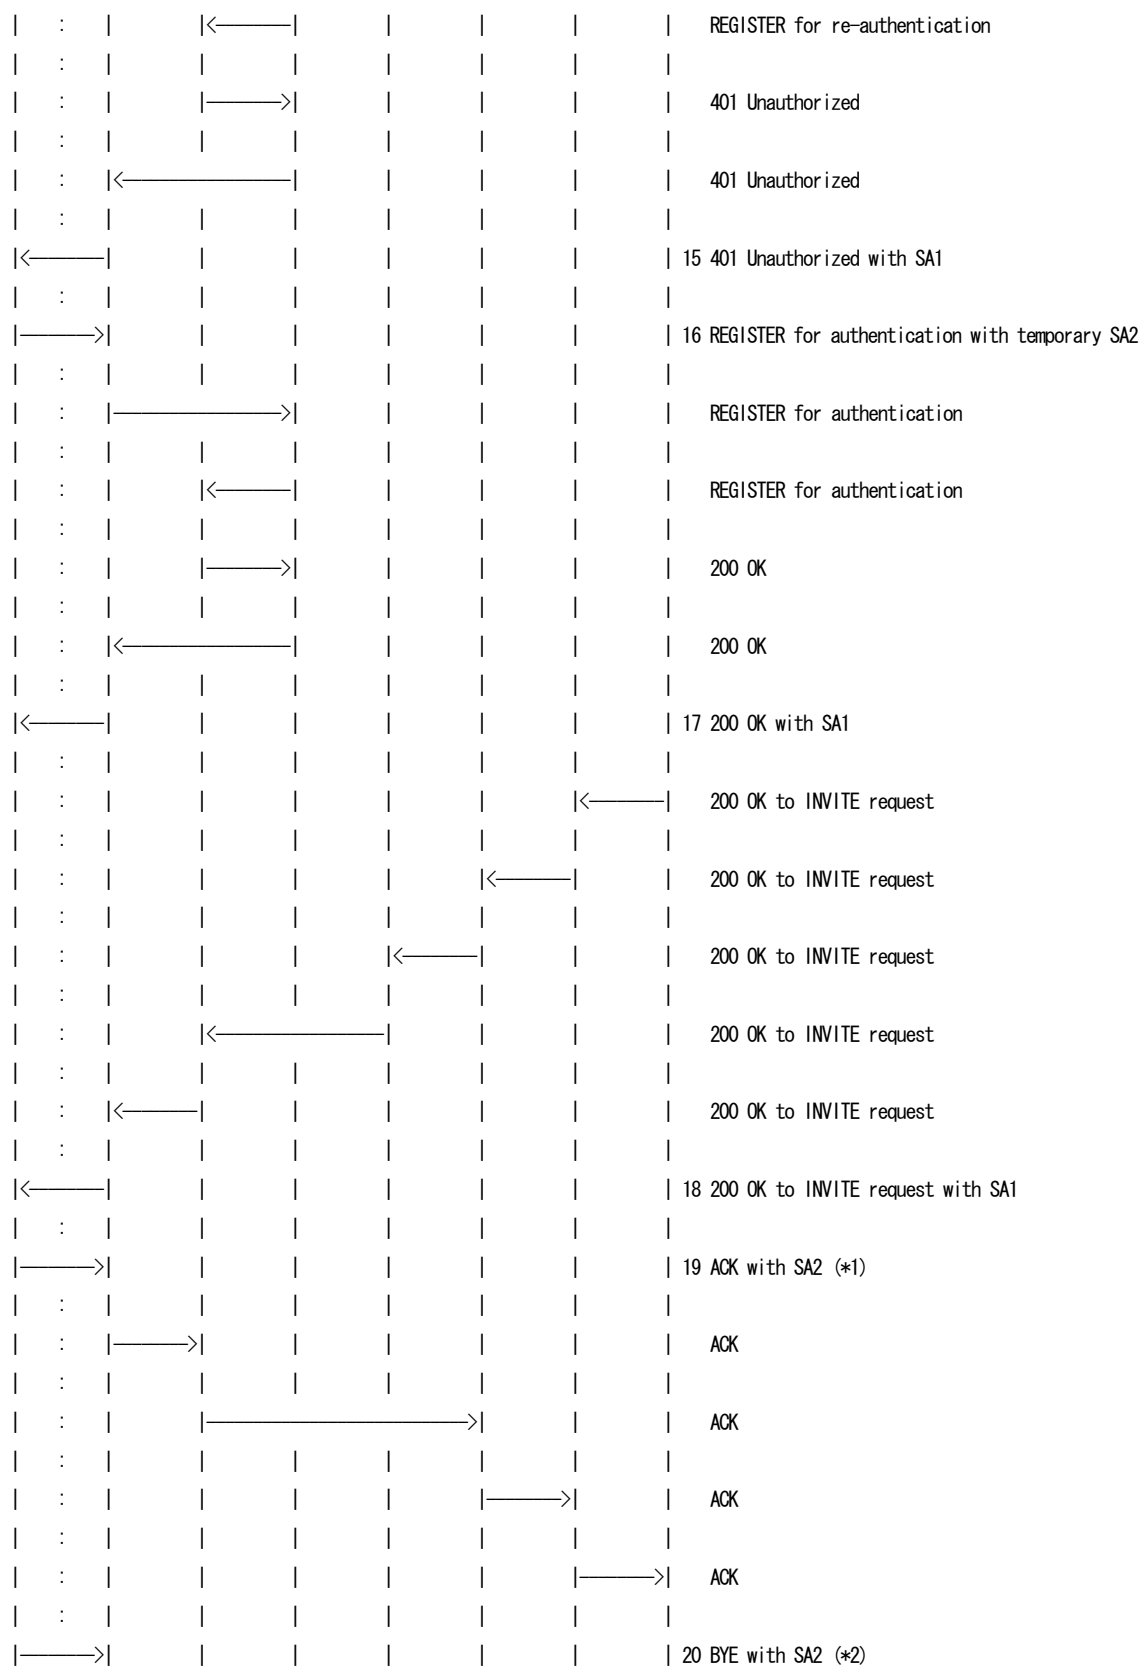 REGISTER for re-authentication
401 Unauthorized
401 Unauthorized
15 401 Unauthorized with SA1
16 REGISTER for authentication with temporary SA2
REGISTER for authentication
REGISTER for authentication
200 OK
200 OK
17 200 OK with SA1
200 OK to INVITE request
200 OK to INVITE request
200 OK to INVITE request
200 OK to INVITE request
200 OK to INVITE request
18 200 OK to INVITE request with SA1
19 ACK with SA2 (*1)
ACK
ACK
ACK
ACK
20 BYE with SA2 (*2)